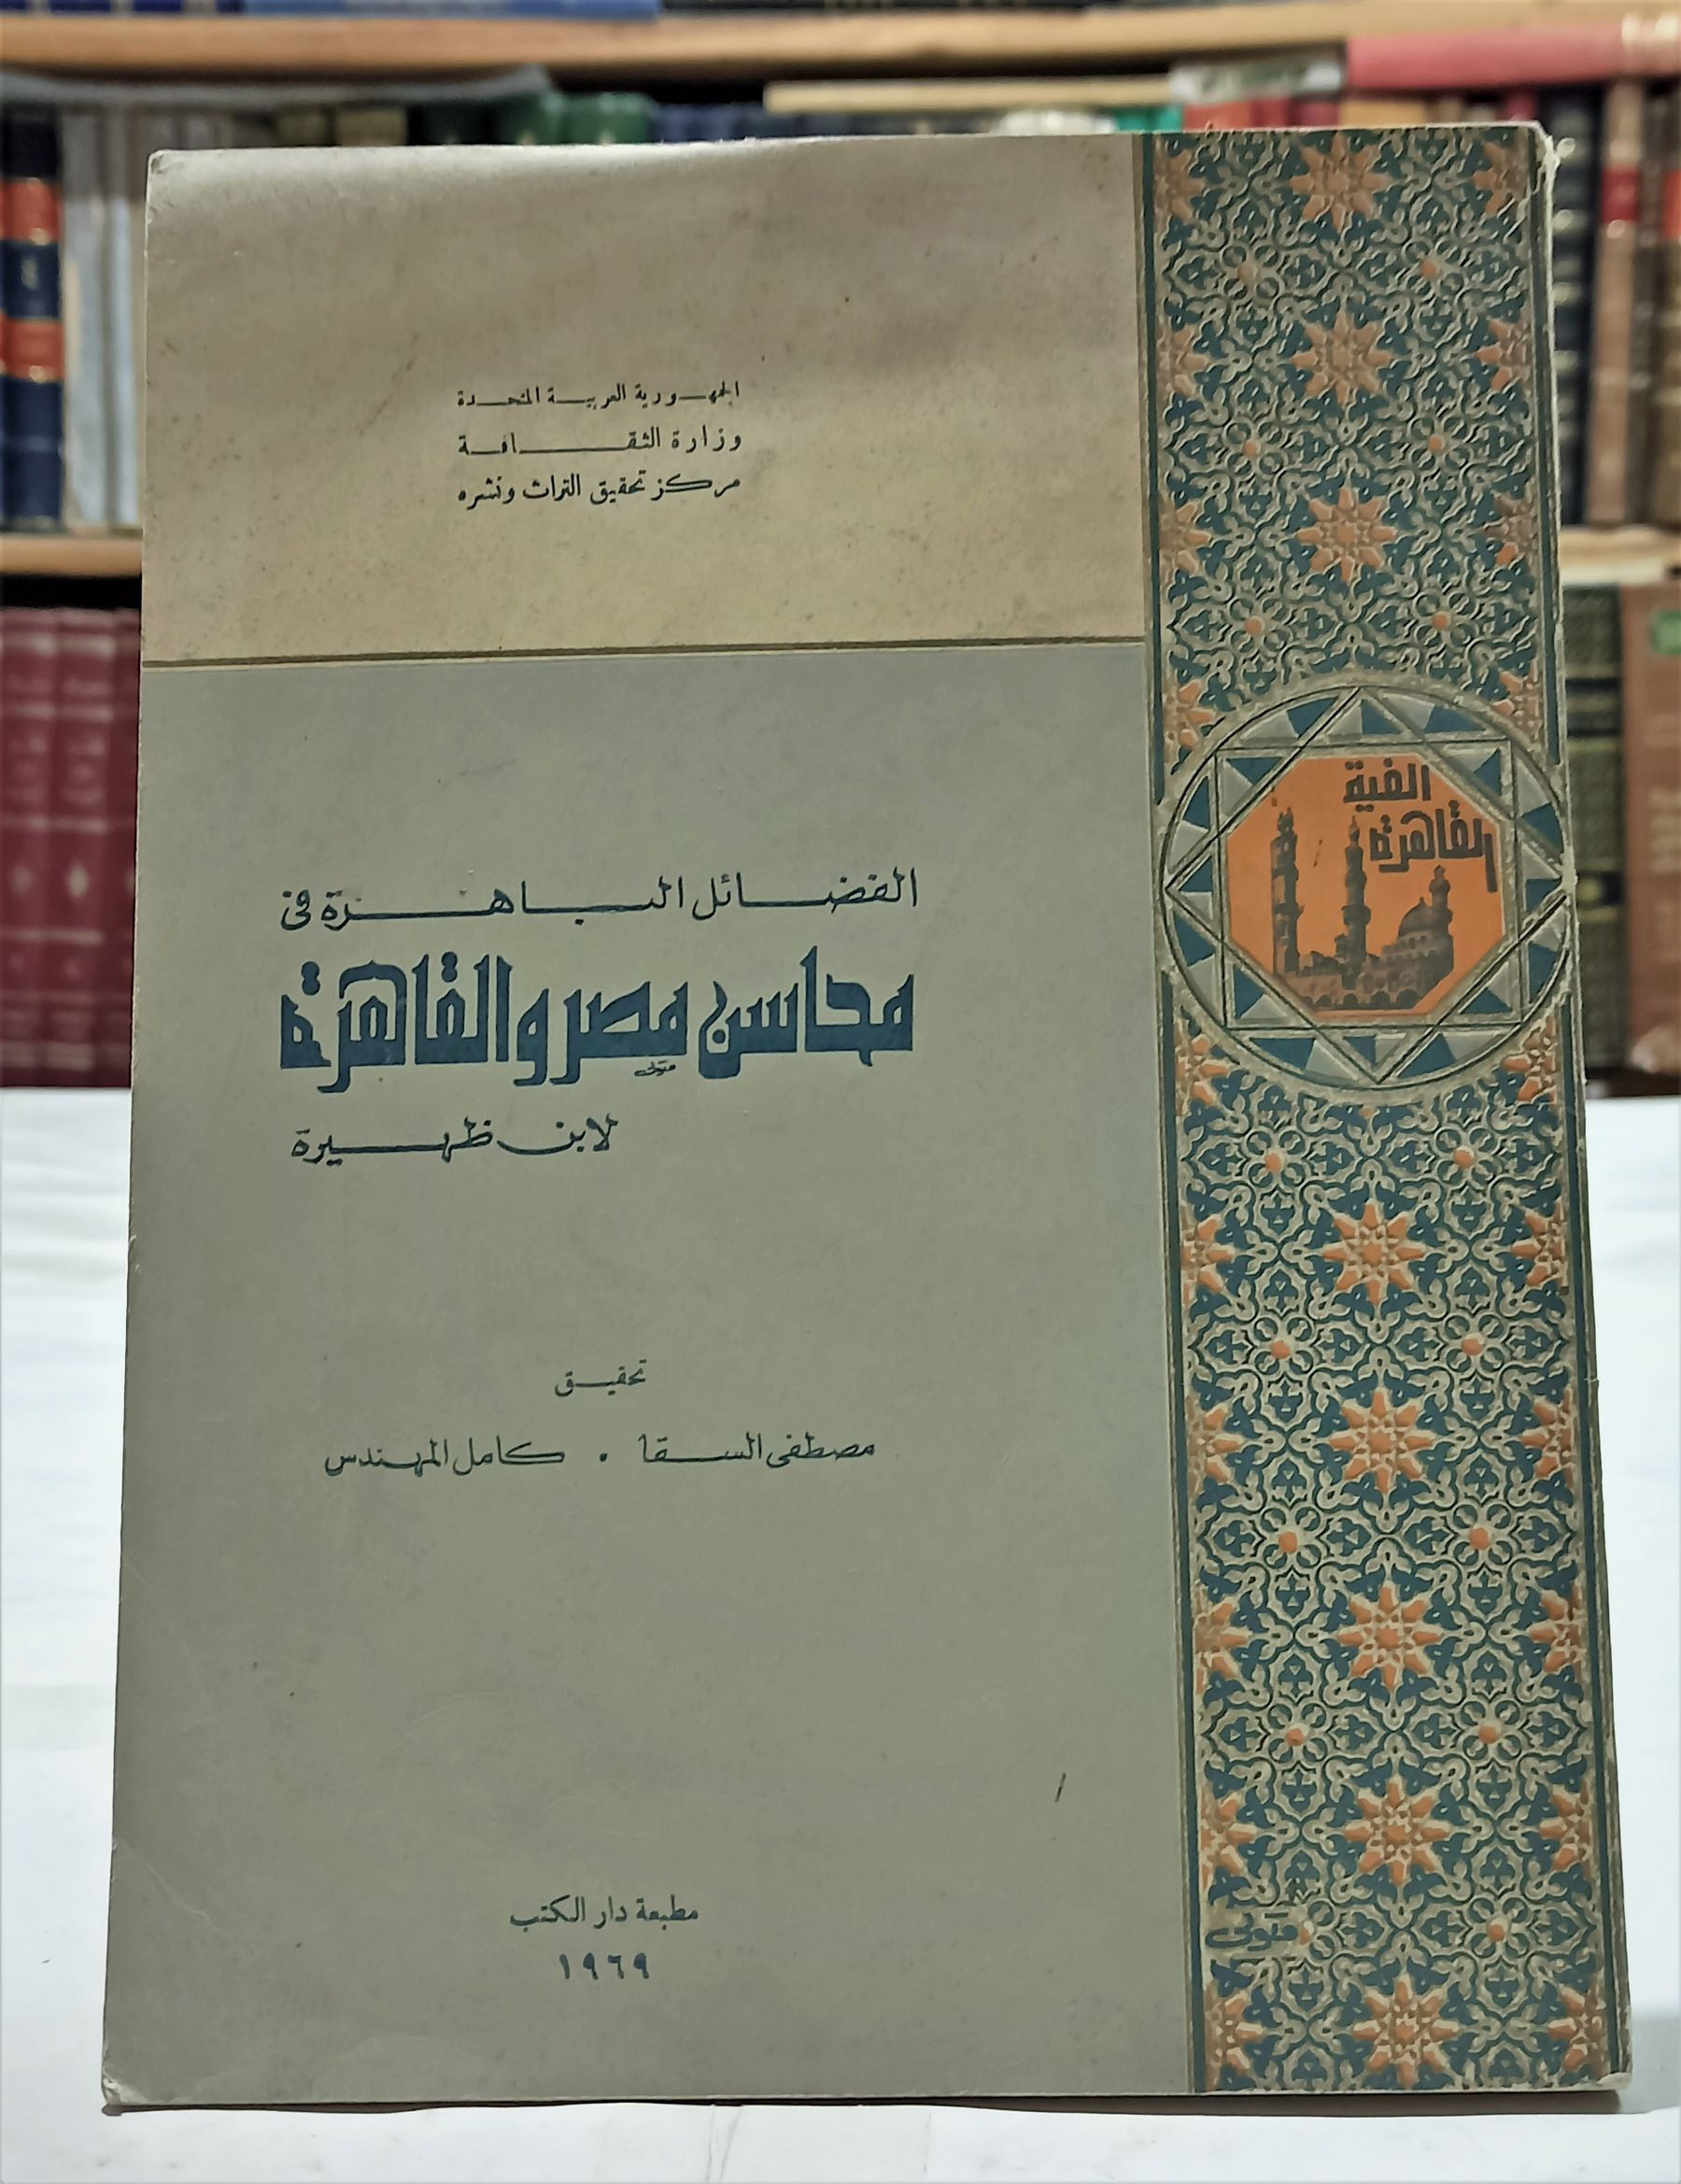 الجمهورية العربية المتحدة
وزارة الثقافة
مركز تحقيق التراث ونشره
الفضائل الباهرة في
محاسن مصر والقاهرة
لابن ظهيرة
تحقيق
مصطفى السقا . كامل المهندس
مطبعة دار الكتب
١٩٦٩
الفية
القاهرة